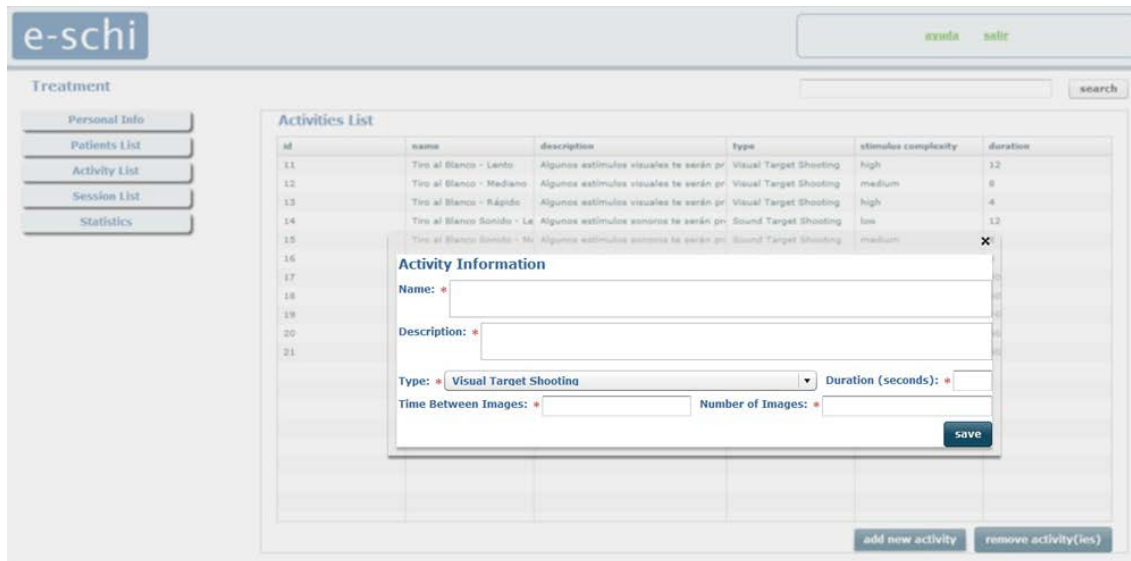 e-schi
ayuda salir
Treatment
search
Personal Info
Patients List
Activity List
Session List
Statistics
Activities List
id name description type stimulus complexity duration
11 Tiro al Blanco - Lento Algunos estímulos visuales te serán pr Visual Target Shooting high 12
12 Tiro al Blanco - Mediano Algunos estímulos visuales te serán pr Visual Target Shooting medium 8
13 Tiro al Blanco - Rápido Algunos estímulos visuales te serán pr Visual Target Shooting high 4
14 Tiro al Blanco Sonido - Le Algunos estímulos sonoros te serán pr Sound Target Shooting low 12
15 Tiro al Blanco Sonido - Me Algunos estímulos sonoros te serán pr Sound Target Shooting medium
16
17
18
19
20
21
x
Activity Information
Name: *
Description: *
Type: * Visual Target Shooting Duration (seconds): *
Time Between Images: * Number of Images: *
save
add new activity remove activity(ies)